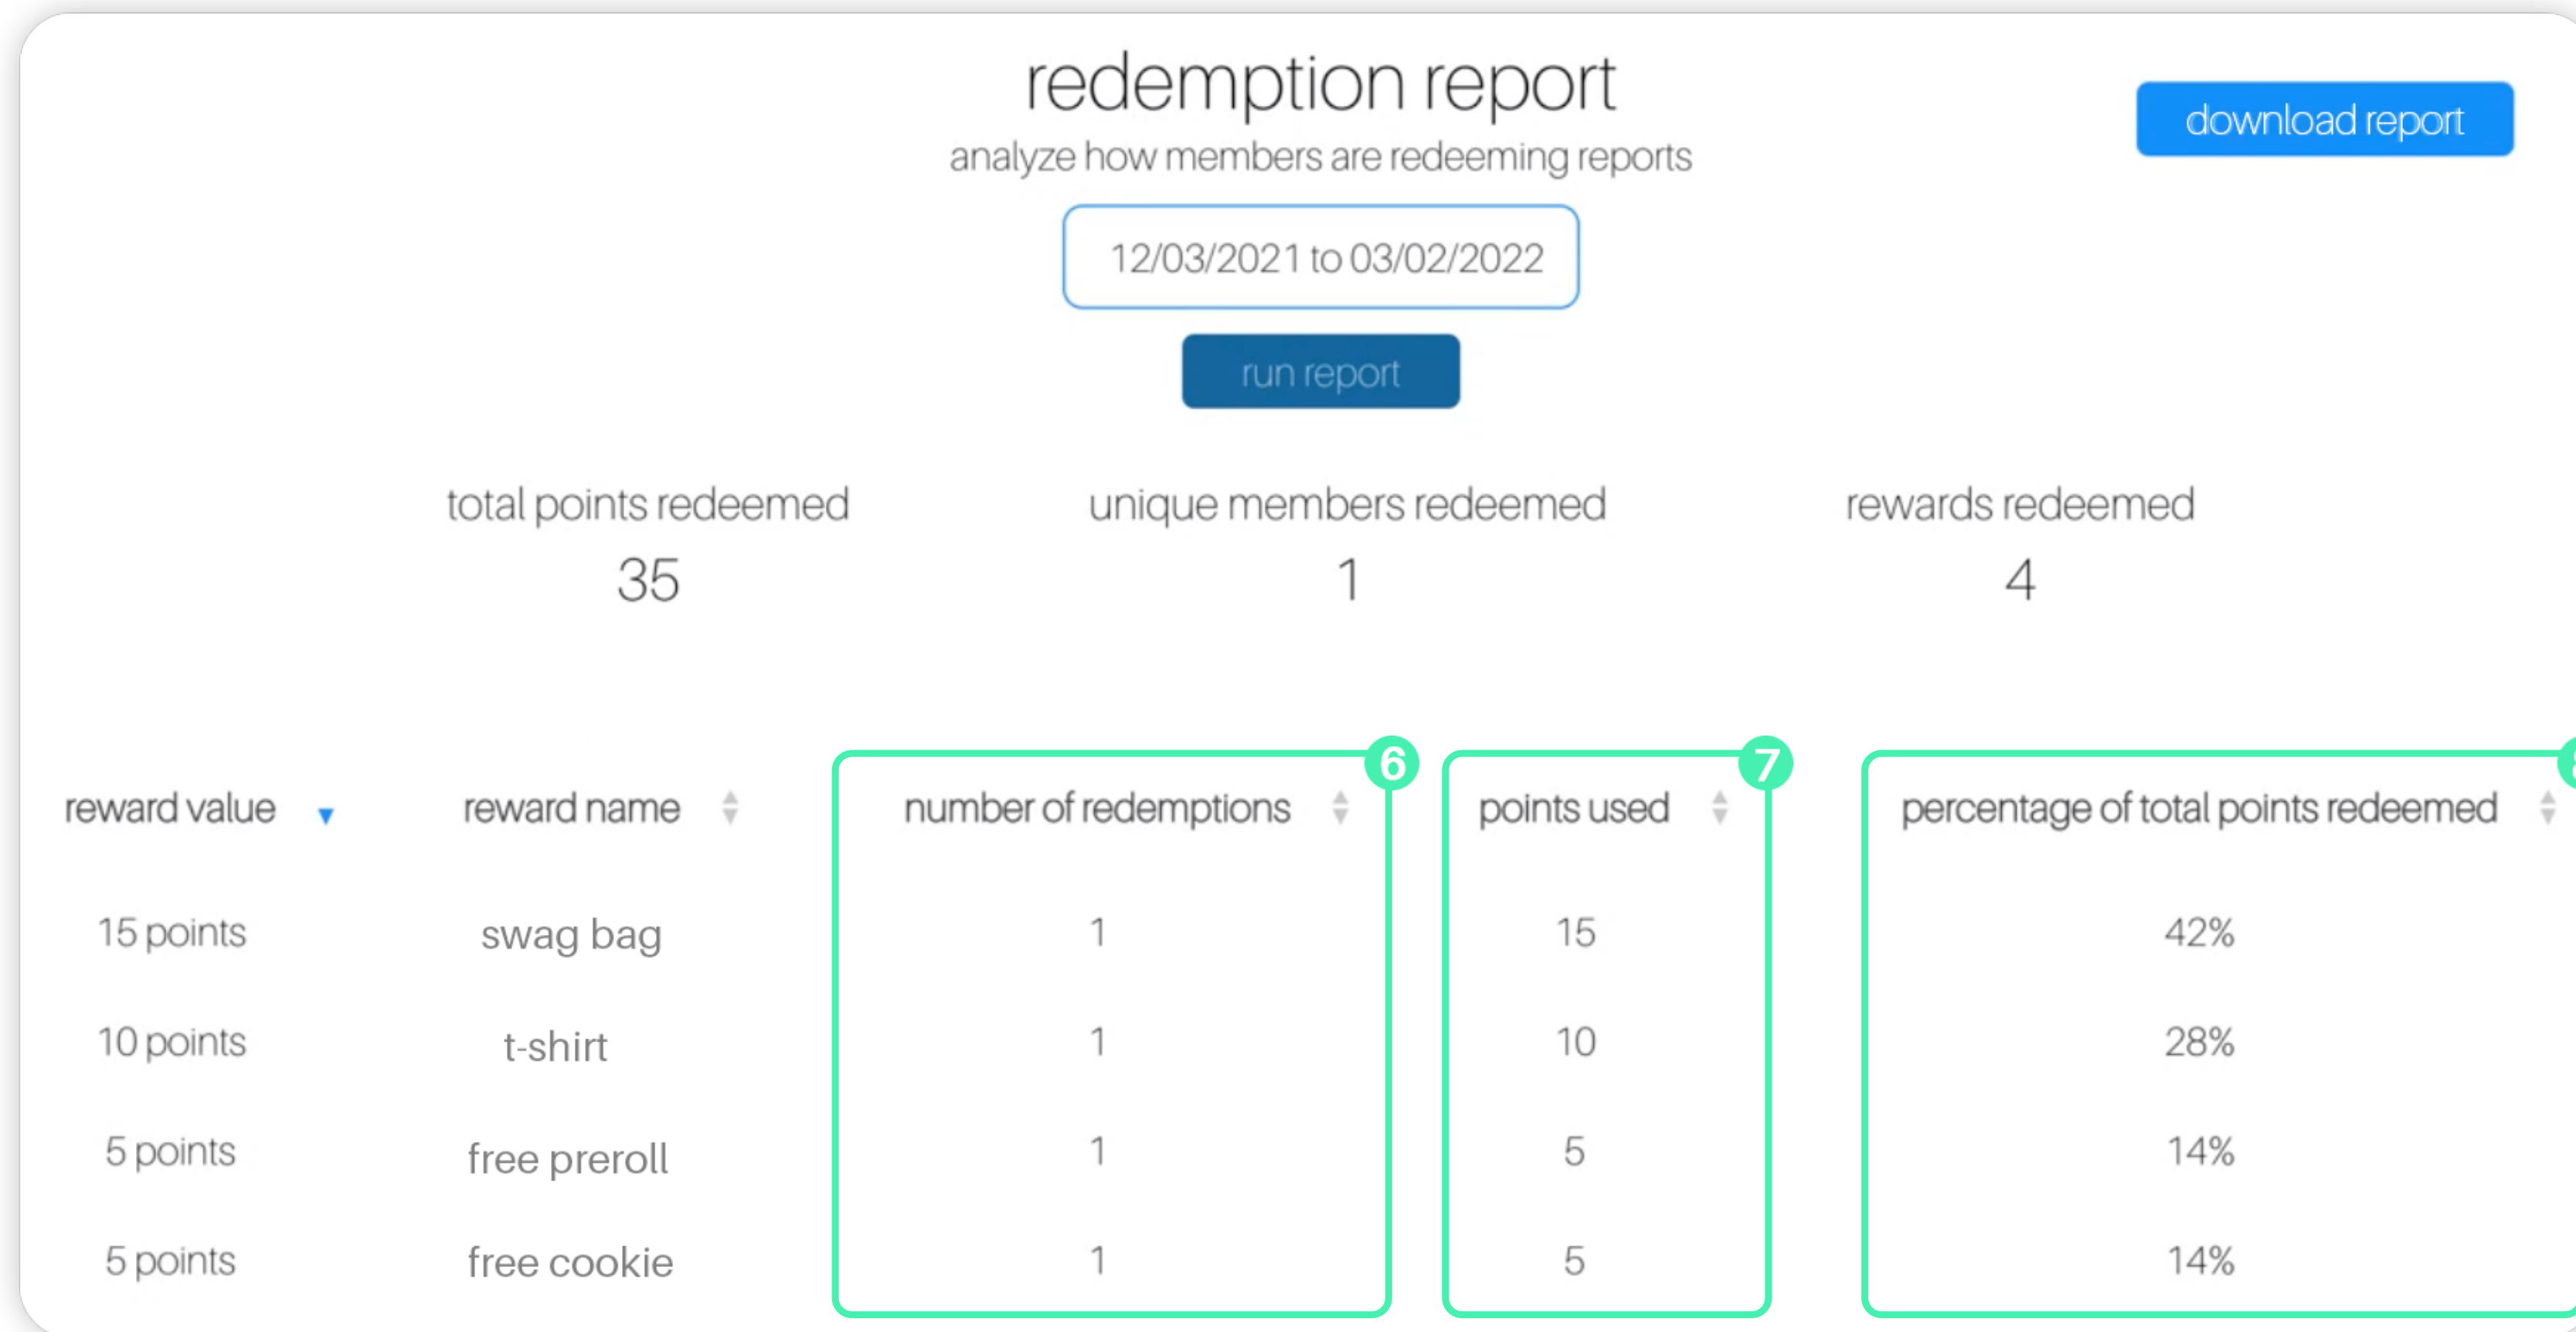 redemption report
download report
analyze how members are redeeming reports
12/03/2021 to 03/02/2022
run report
total points redeemed unique members redeemed rewards redeemed
35 1 4
6 7
reward value reward name number of redemptions points used percentage of total points redeemed
15 points swag bag 1 15 42%
10 points t-shirt 1 10 28%
5 points free preroll 1 5 14%
5 points free cookie 1 5 14%